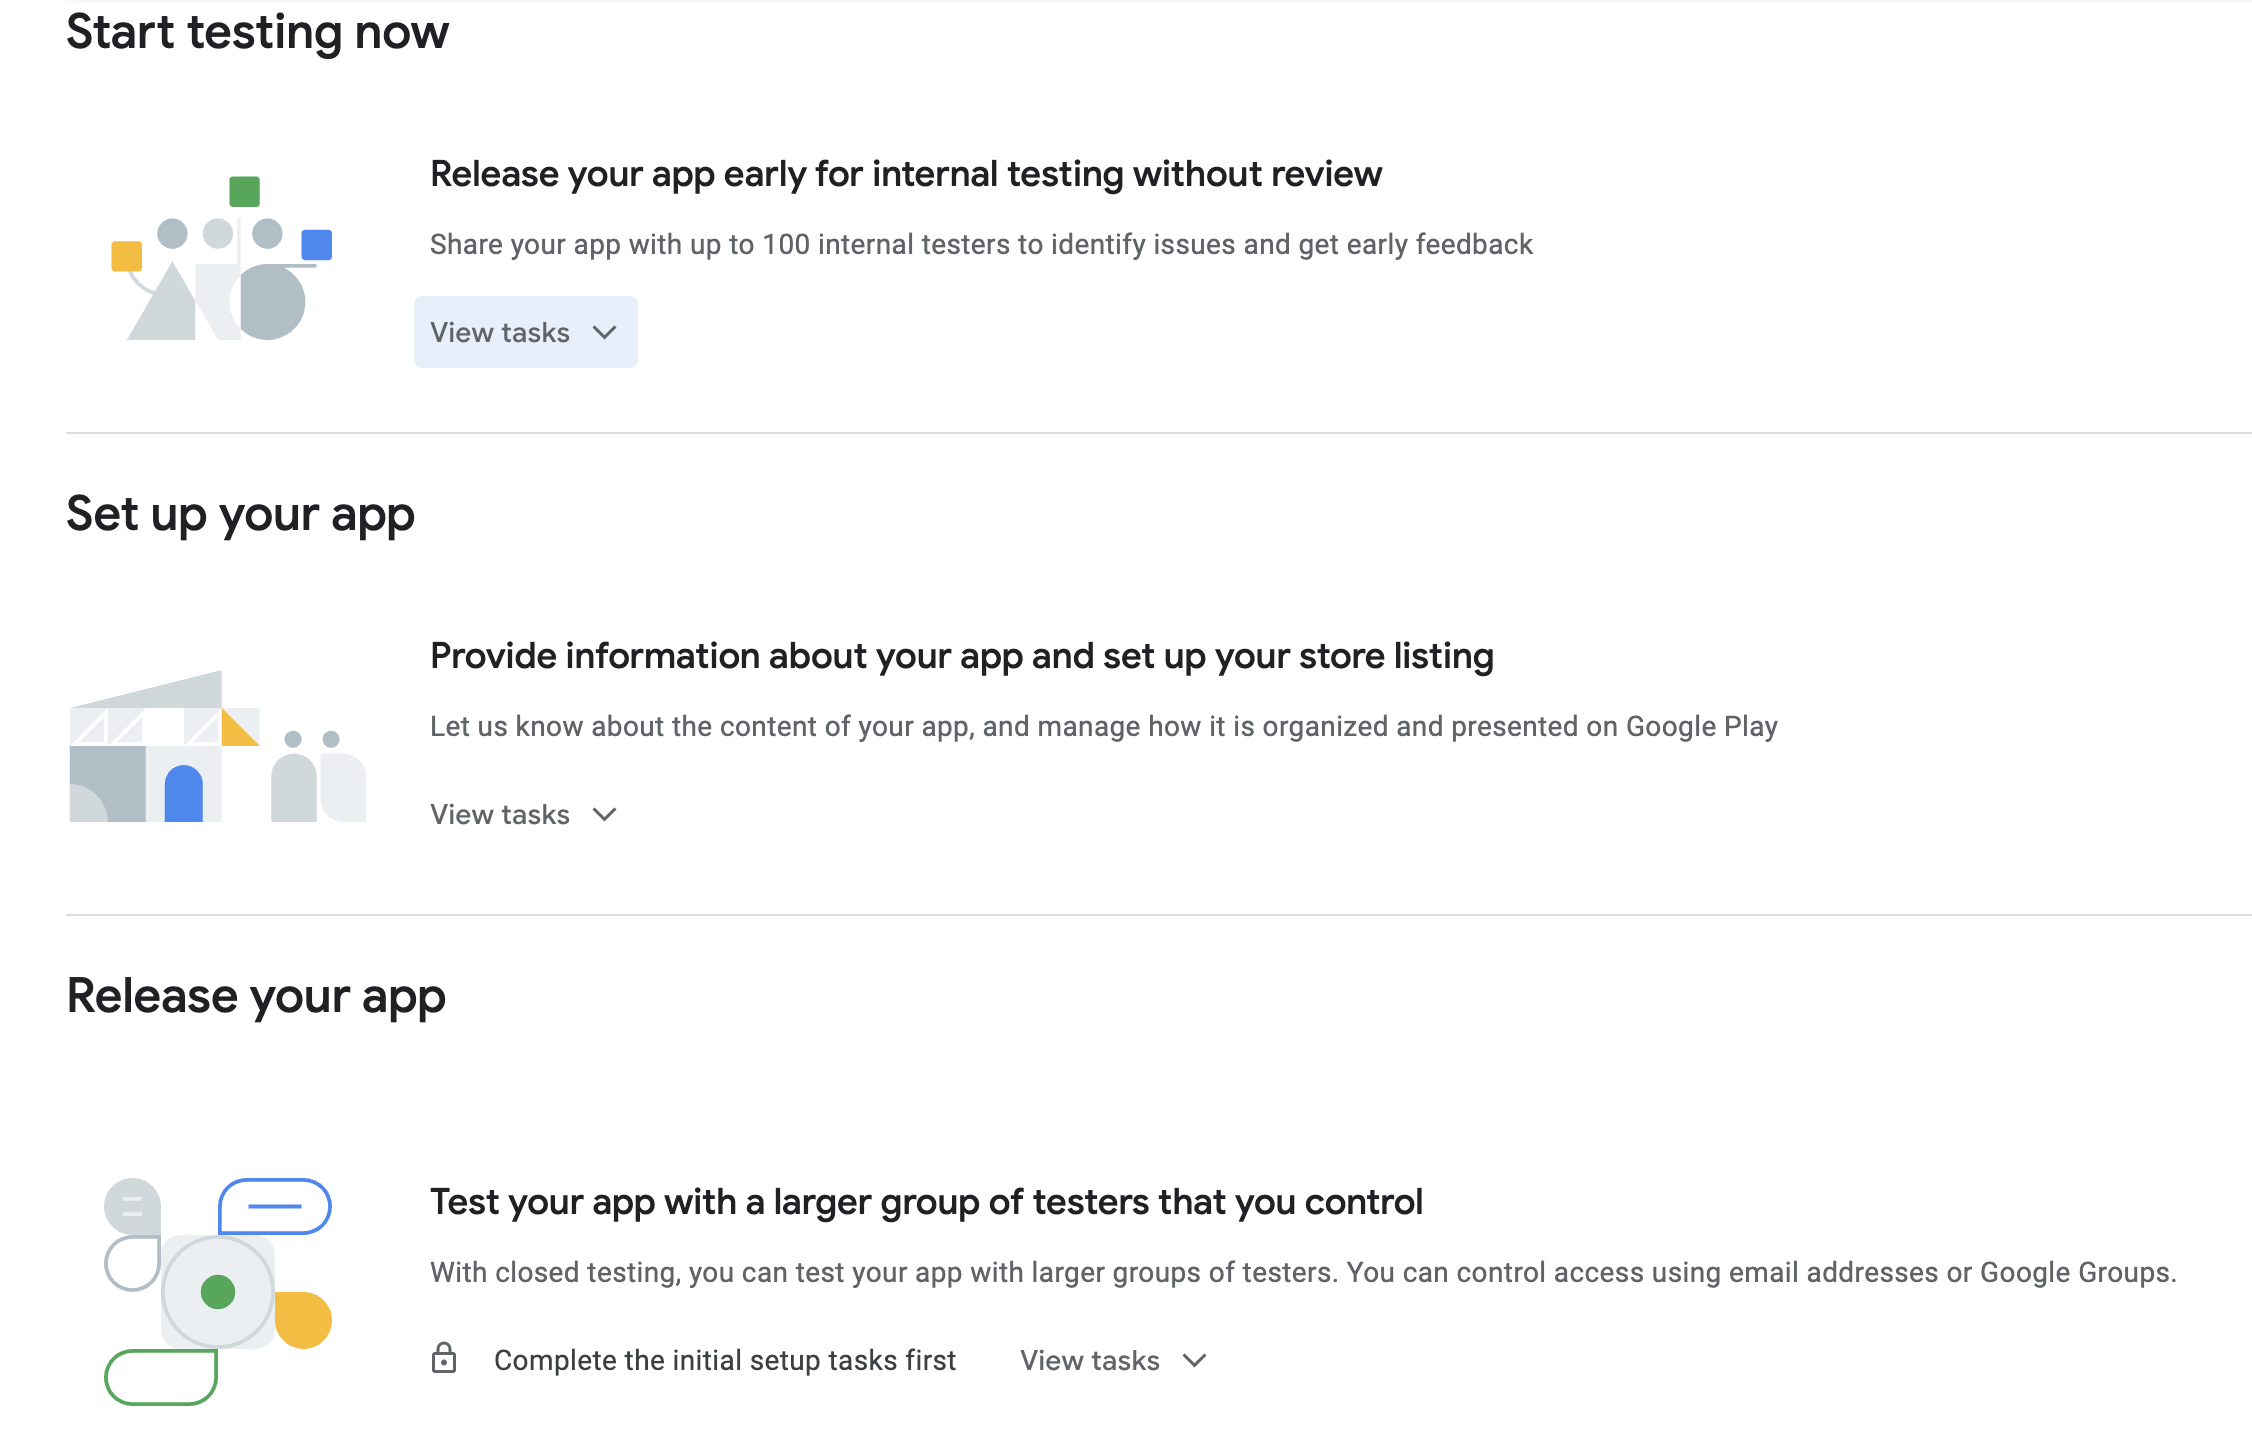 Start testing now
Release your app early for internal testing without review
Share your app with up to 100 internal testers to identify issues and get early feedback
View tasks
Set up your app
Provide information about your app and set up your store listing
Let us know about the content of your app, and manage how it is organized and presented on Google Play
View tasks
Release your app
Test your app with a larger group of testers that you control
With closed testing, you can test your app with larger groups of testers. You can control access using email addresses or Google Groups.
Complete the initial setup tasks first View tasks